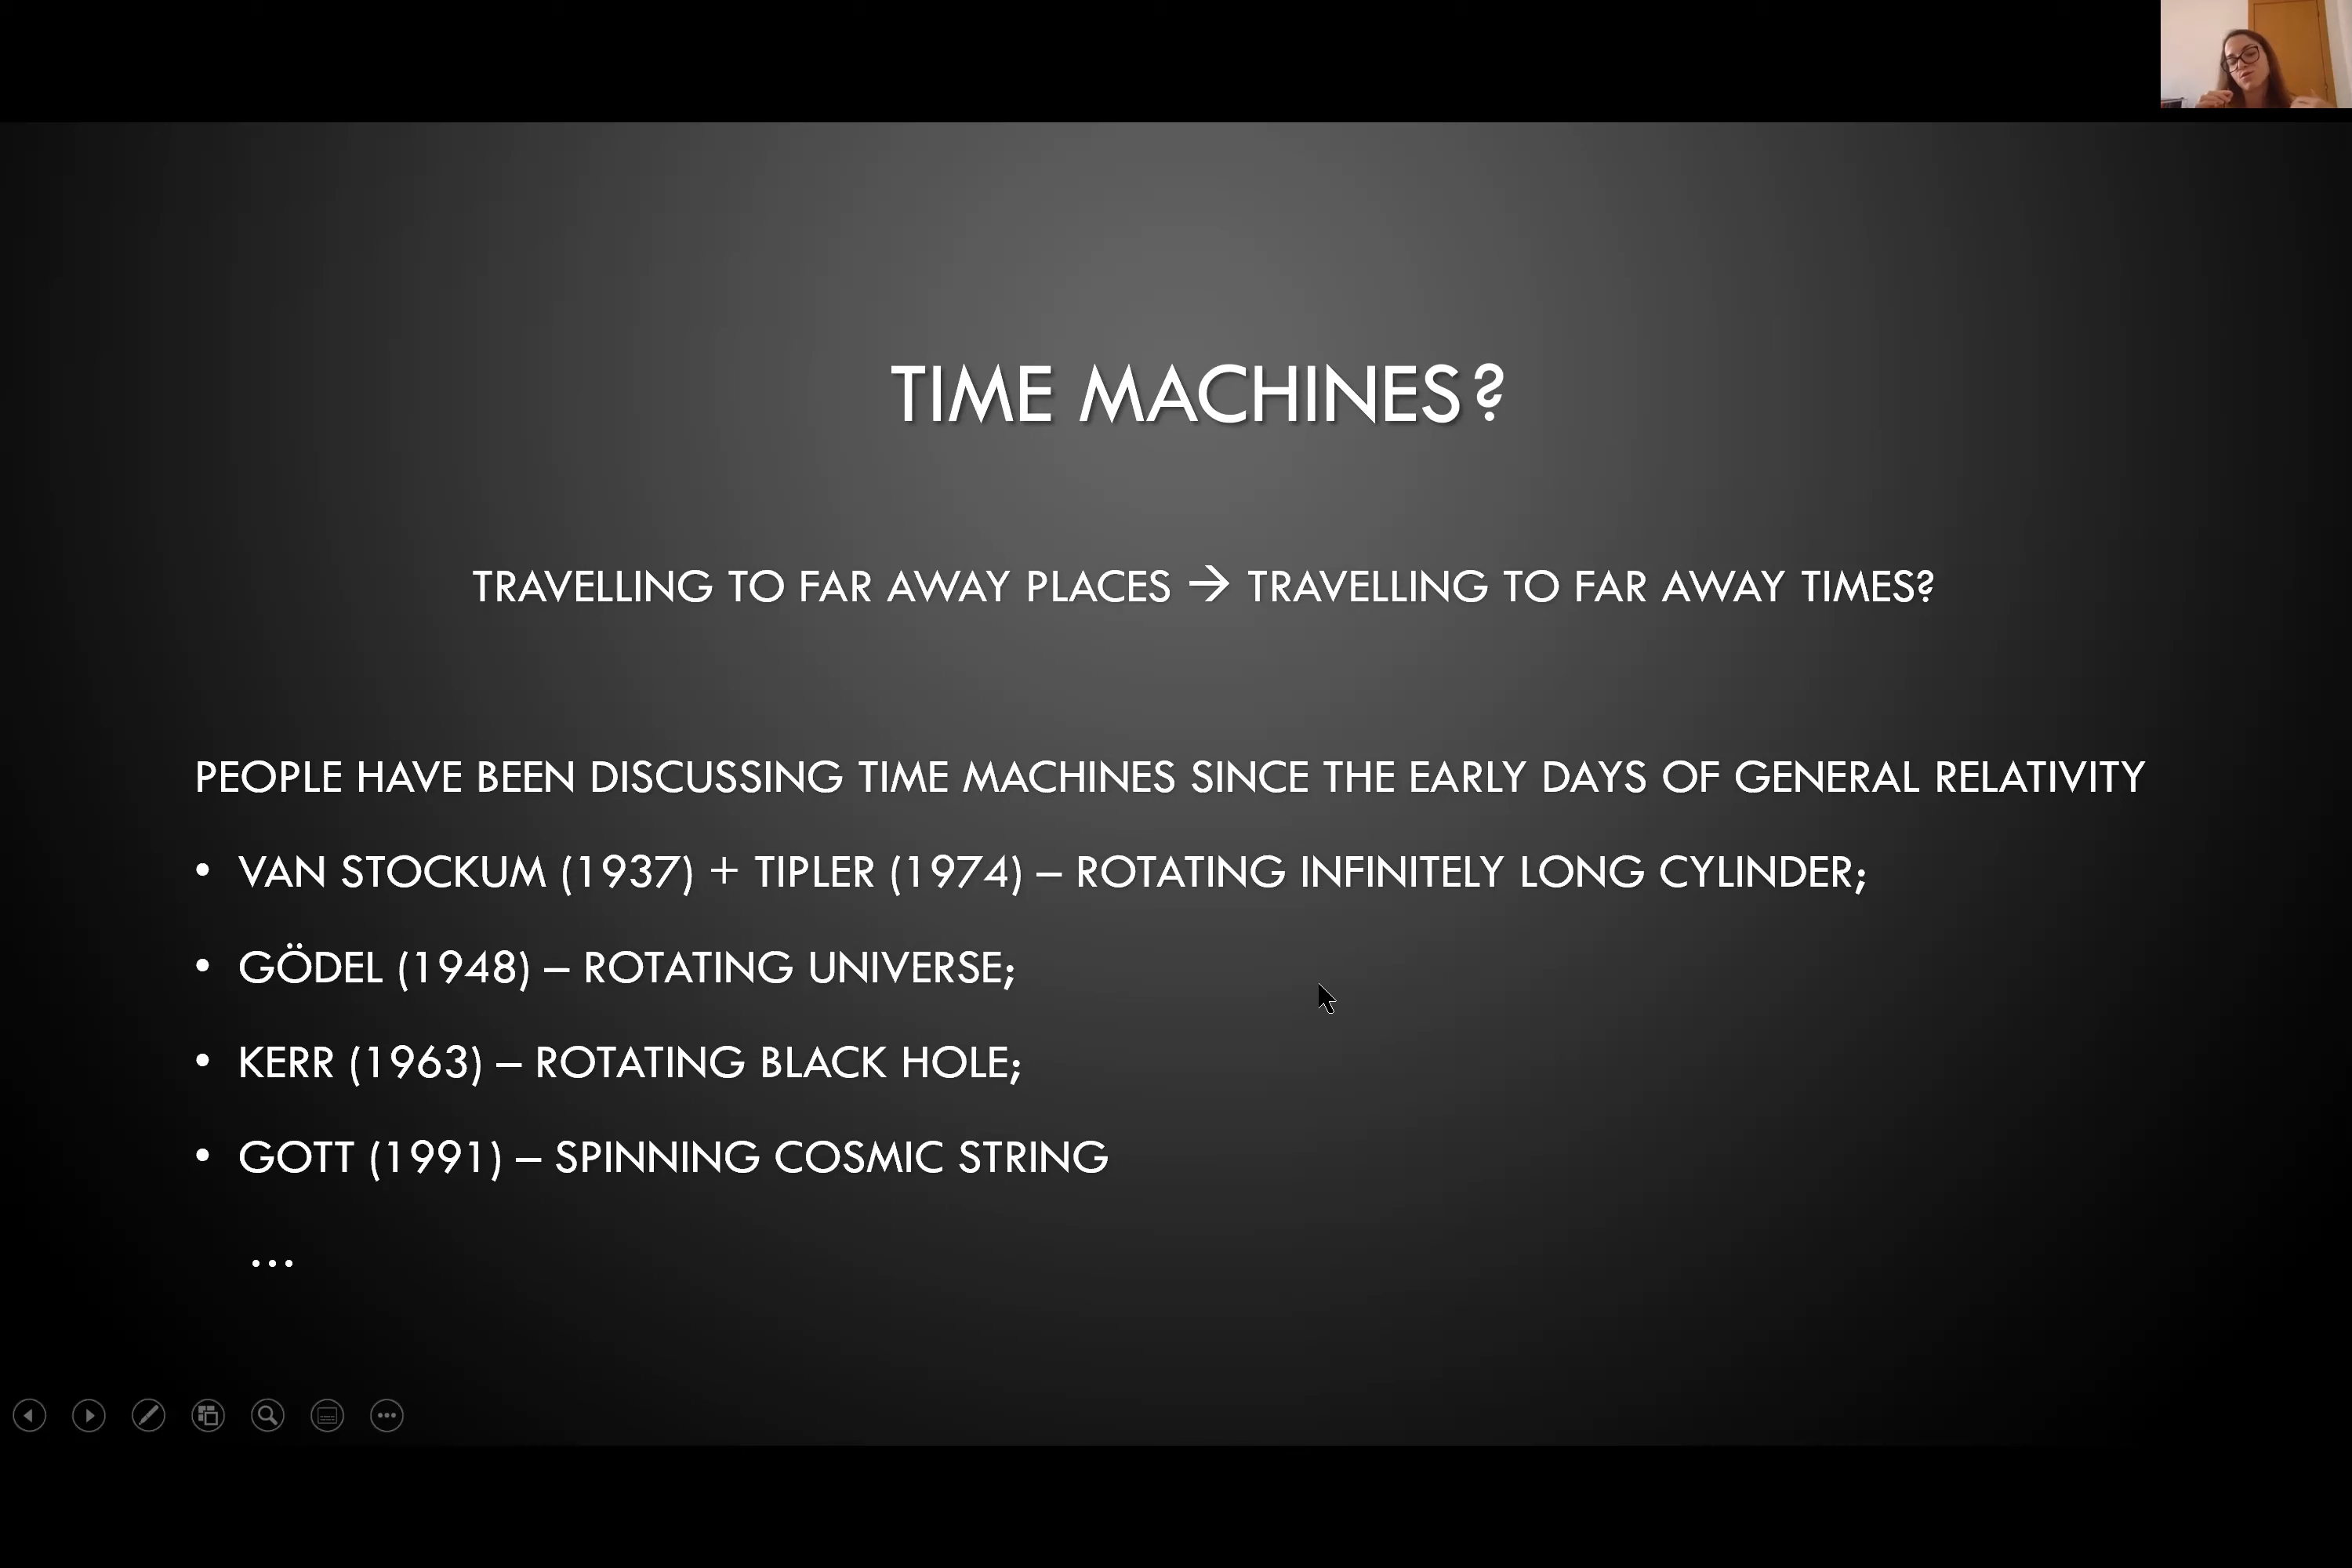 TIME MACHINES?
TRAVELLING TO FAR AWAY PLACES → TRAVELLING TO FAR AWAY TIMES?
PEOPLE HAVE BEEN DISCUSSING TIME MACHINES SINCE THE EARLY DAYS OF GENERAL RELATIVITY
• VAN STOCKUM (1937) + TIPLER (1974) – ROTATING INFINITELY LONG CYLINDER;
• GÖDEL (1948) – ROTATING UNIVERSE;
• KERR (1963) – ROTATING BLACK HOLE;
• GOTT (1991) – SPINNING COSMIC STRING
...